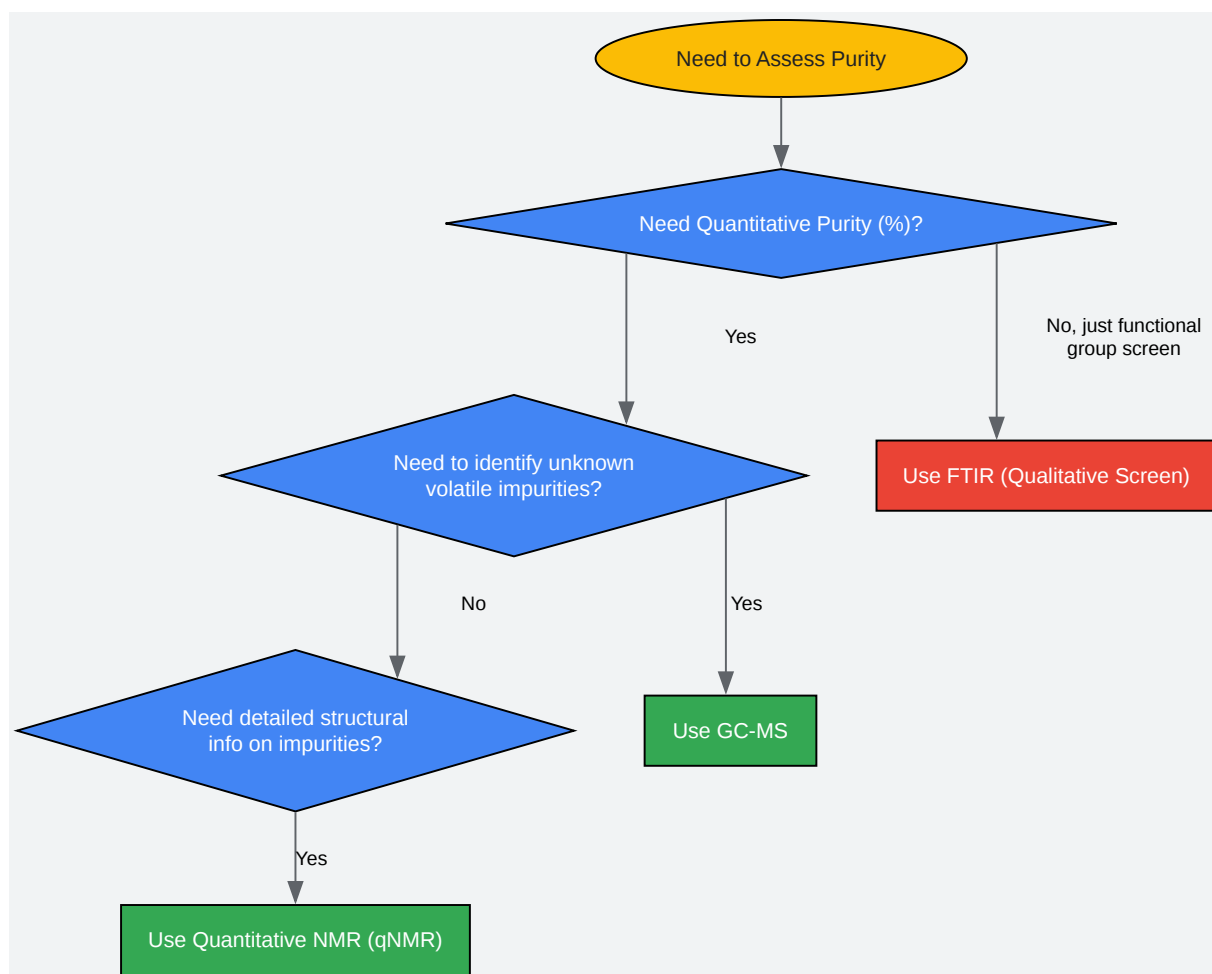 Need to Assess Purity
Need Quantitative Purity (%)?
Yes
No, just functional
group screen
Need to identify unknown
volatile impurities?
Use FTIR (Qualitative Screen)
No
Yes
Need detailed structural
info on impurities?
Use GC-MS
Yes
Use Quantitative NMR (qNMR)